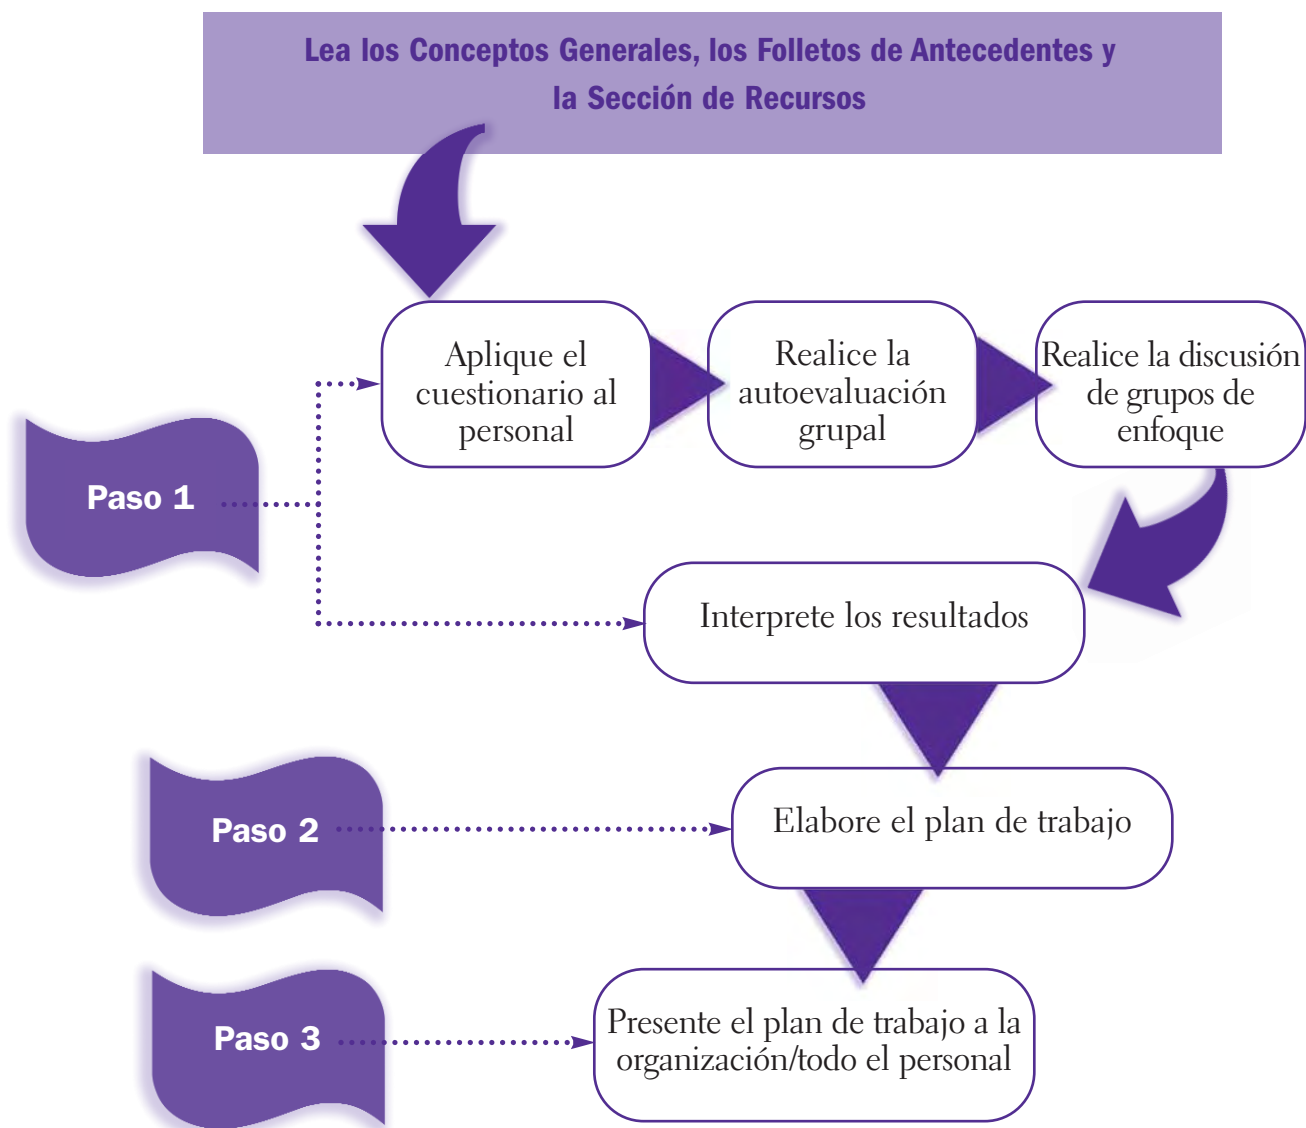 Lea los Conceptos Generales, los Folletos de Antecedentes y
la Sección de Recursos
Aplique el
cuestionario al
personal
Realice la
autoevaluación
grupal
Realice la discusión
de grupos de
enfoque
Paso 1
Interprete los resultados
Paso 2
Elabore el plan de trabajo
Paso 3
Presente el plan de trabajo a la
organización/todo el personal